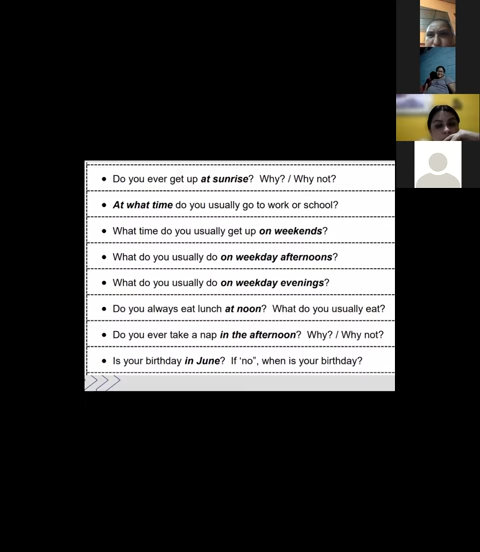 Do you ever get up at sunrise? Why? / Why not?
At what time do you usually go to work or school?
What time do you usually get up on weekends?
What do you usually do on weekday afternoons?
What do you usually do on weekday evenings?
Do you always eat lunch at noon? What do you usually eat?
Do you ever take a nap in the afternoon? Why? / Why not?
Is your birthday in June? If ‘no”, when is your birthday?